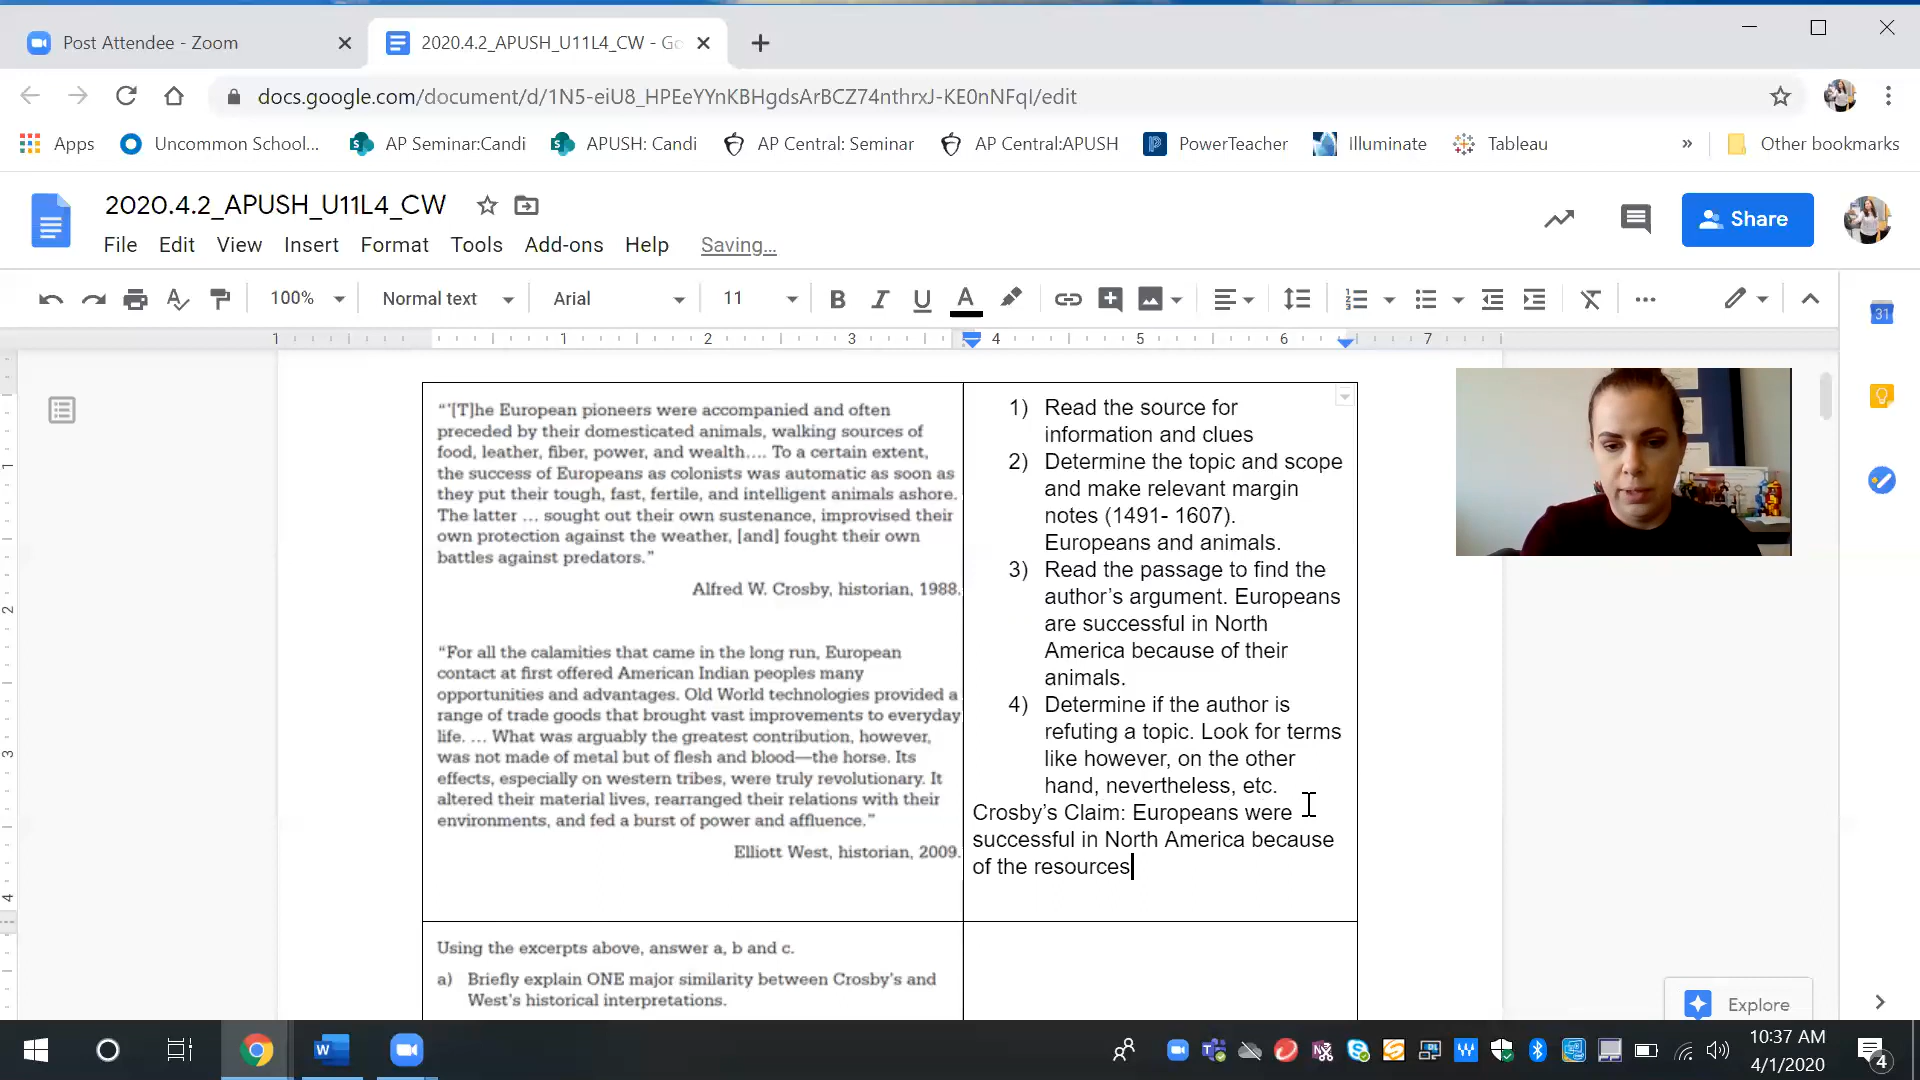 Post Attendee - Zoom
2020.4.2_APUSH_U11L4_CW - Go
docs.google.com/document/d/1N5-eiU8_HPEeYYnKBHgdsArBCZ74nthrxJ-KE0nNFqI/edit
Apps
Uncommon School...
AP Seminar:Candi
APUSH: Candi
AP Central: Seminar
AP Central:APUSH
PowerTeacher
Illuminate
Tableau
»
Other bookmarks
2020.4.2_APUSH_U11L4_CW
Share
File Edit View Insert Format Tools Add-ons Help Saving...
100% Normal text Arial 11
1 1 2 3 4 5 6 7
31
"'[T]he European pioneers were accompanied and often
preceded by their domesticated animals, walking sources of
food, leather, fiber, power, and wealth.... To a certain extent,
the success of Europeans as colonists was automatic as soon as
they put their tough, fast, fertile, and intelligent animals ashore.
The latter ... sought out their own sustenance, improvised their
own protection against the weather, [and] fought their own
battles against predators."
Alfred W. Crosby, historian, 1988.
"For all the calamities that came in the long run, European
contact at first offered American Indian peoples many
opportunities and advantages. Old World technologies provided a
range of trade goods that brought vast improvements to everyday
life. ... What was arguably the greatest contribution, however,
was not made of metal but of flesh and blood—the horse. Its
effects, especially on western tribes, were truly revolutionary. It
altered their material lives, rearranged their relations with their
environments, and fed a burst of power and affluence."
Elliott West, historian, 2009.
1) Read the source for
information and clues
2) Determine the topic and scope
and make relevant margin
notes (1491- 1607).
Europeans and animals.
3) Read the passage to find the
author's argument. Europeans
are successful in North
America because of their
animals.
4) Determine if the author is
refuting a topic. Look for terms
like however, on the other
hand, nevertheless, etc.
Crosby's Claim: Europeans were
successful in North America because
of the resources
Using the excerpts above, answer a, b and c.
a) Briefly explain ONE major similarity between Crosby's and
West's historical interpretations.
1
2
3
4
Explore
10:37 AM
4/1/2020
4